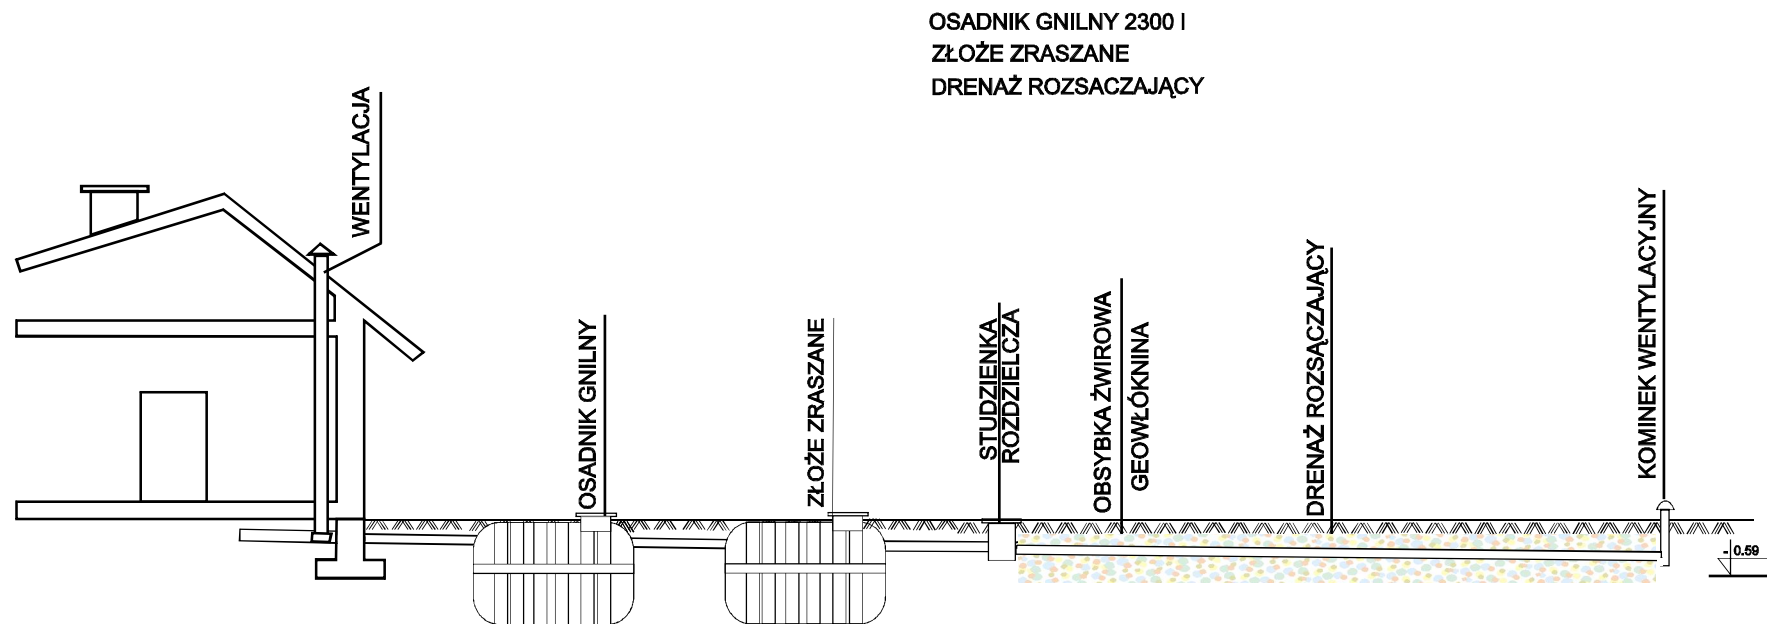 OSADNIK GNILNY 2300 l
ZŁOŻE ZRASZANE
DRENAŻ ROZSACZAJĄCY
WENTYLACJA
OSADNIK GNILNY
ZŁOŻE ZRASZANE
STUDZIENKA
ROZDZIELCZA
OBSYBKA ŻWIROWA
GEOWŁÓKNINA
DRENAŻ ROZSĄCZAJĄCY
KOMINEK WENTYLACYJNY
- 0.59